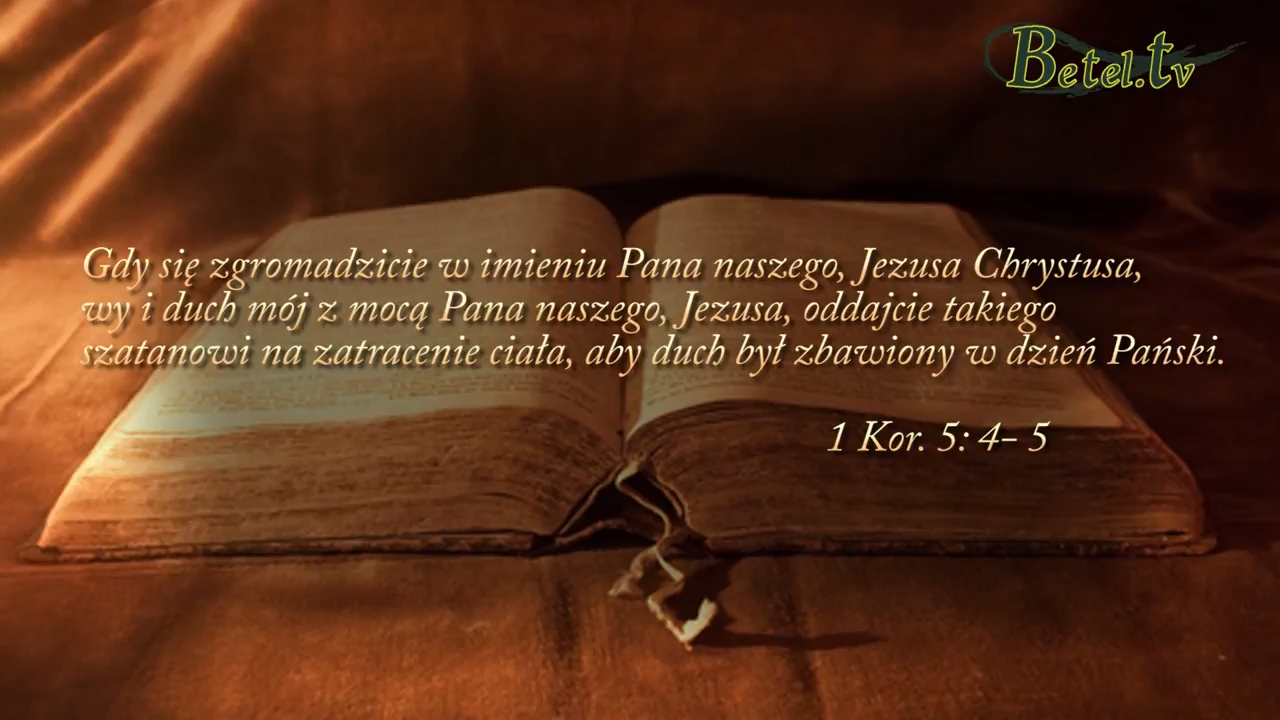 Betel.tv
Gdy się zgromadzicie w imieniu Pana naszego, Jezusa Chrystusa,
wy i duch mój z mocą Pana naszego, Jezusa, oddajcie takiego
szatanowi na zatracenie ciała, aby duch był zbawiony w dzień Pański.
1 Kor. 5: 4- 5